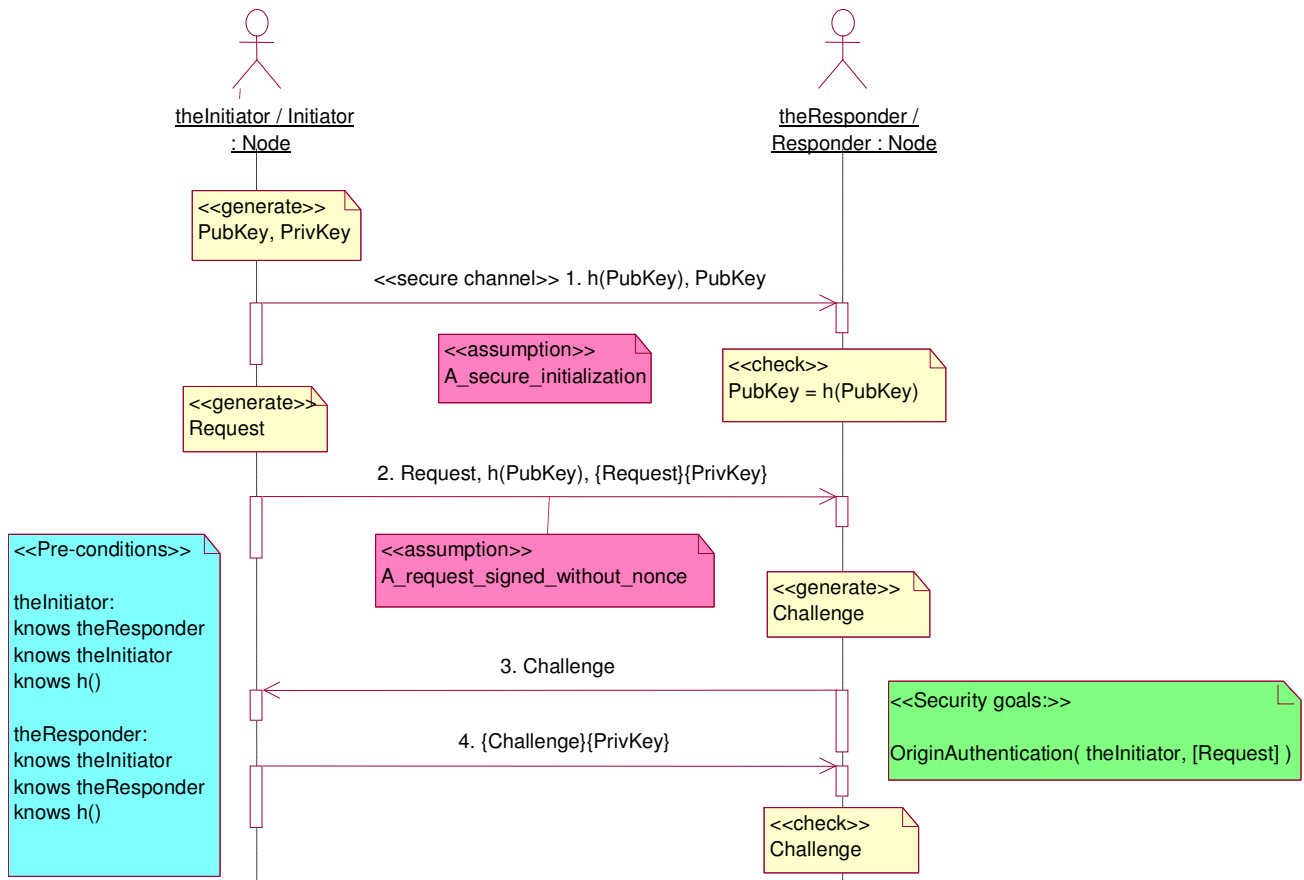 theInitiator / Initiator
: Node
theResponder /
Responder : Node
<<generate>>
PubKey, PrivKey
<<secure channel>> 1. h(PubKey), PubKey
<<assumption>>
A_secure_initialization
<<check>>
PubKey = h(PubKey)
<<generate>>
Request
2. Request, h(PubKey), {Request}{PrivKey}
<<assumption>>
A_request_signed_without_nonce
<<Pre-conditions>>
theInitiator:
knows theResponder
knows theInitiator
knows h()
theResponder:
knows theInitiator
knows theResponder
knows h()
<<generate>>
Challenge
3. Challenge
<<Security goals:>>
OriginAuthentication( theInitiator, [Request] )
4. {Challenge}{PrivKey}
<<check>>
Challenge